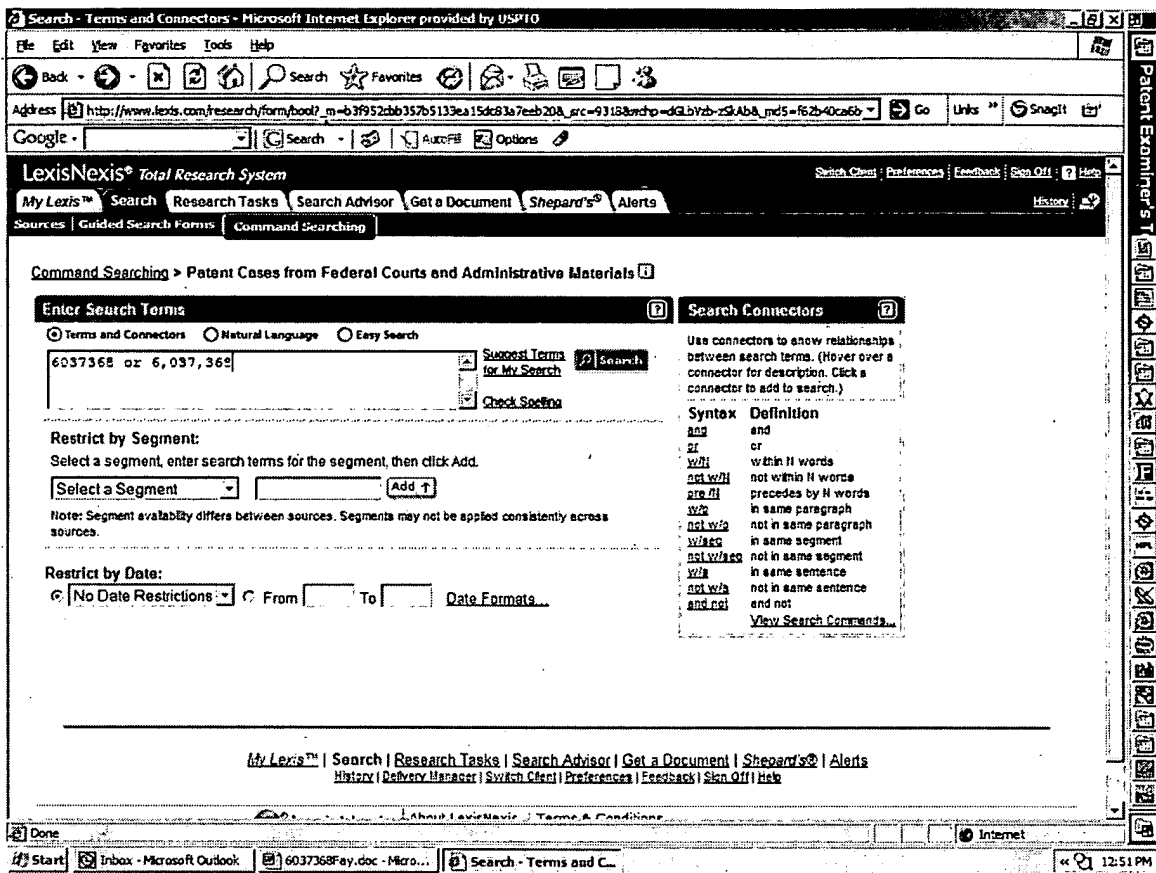 Search - Terms and Connectors - Microsoft Internet Explorer provided by USPTO
File Edit View Favorites Tools Help
Back Search Favorites
Address http://www.lexis.com/research/form/bool?_m=b3f952cbb357b5133ea15dc83a7eeb20&_src=9318&wchp=dGLbVzb-zSkAb&_md5=f62b40ca6b Go Links » SnagIt
Google - Search - AutoFill Options
LexisNexis® Total Research System
Switch Client | Preferences | Feedback | Sign Off | ? Help
My Lexis™ Search Research Tasks Search Advisor Get a Document Shepard's® Alerts
History
Sources | Guided Search Forms | Command Searching
Command Searching > Patent Cases from Federal Courts and Administrative Materials i
Enter Search Terms ?
Terms and Connectors Natural Language Easy Search
6037368 or 6,037,368
Suggest Terms for My Search
Search
Check Spelling
Restrict by Segment:
Select a segment, enter search terms for the segment, then click Add.
Select a Segment Add ↑
Note: Segment availability differs between sources. Segments may not be applied consistently across
sources.
Restrict by Date:
No Date Restrictions From To Date Formats...
Search Connectors ?
Use connectors to show relationships
between search terms. (Hover over a
connector for description. Click a
connector to add to search.)
Syntax Definition
and and
or or
w/N within N words
not w/N not within N words
pre /N precedes by N words
w/p in same paragraph
not w/p not in same paragraph
w/seg in same segment
not w/seg not in same segment
w/s in same sentence
not w/s not in same sentence
and not and not
View Search Commands...
My Lexis™ | Search | Research Tasks | Search Advisor | Get a Document | Shepard's® | Alerts
History | Delivery Manager | Switch Client | Preferences | Feedback | Sign Off | Help
About LexisNexis | Terms & Conditions
Done Internet
Start Inbox - Microsoft Outlook 6037368Fay.doc - Micro... Search - Terms and C... « 12:51 PM
Patent Examiner's T